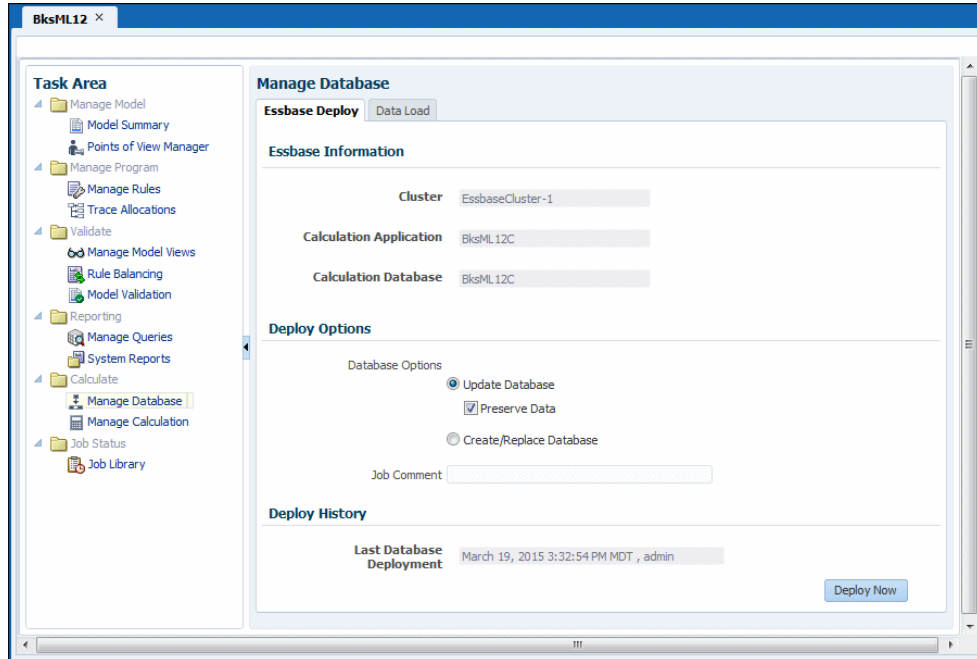 BksML12 ×
Task Area
Manage Model
Model Summary
Points of View Manager
Manage Program
Manage Rules
Trace Allocations
Validate
Manage Model Views
Rule Balancing
Model Validation
Reporting
Manage Queries
System Reports
Calculate
Manage Database
Manage Calculation
Job Status
Job Library
Manage Database
Essbase Deploy
Data Load
Essbase Information
Cluster EssbaseCluster-1
Calculation Application BksML12C
Calculation Database BksML12C
Deploy Options
Database Options
Update Database
Preserve Data
Create/Replace Database
Job Comment
Deploy History
Last Database
Deployment
March 19, 2015 3:32:54 PM MDT , admin
Deploy Now